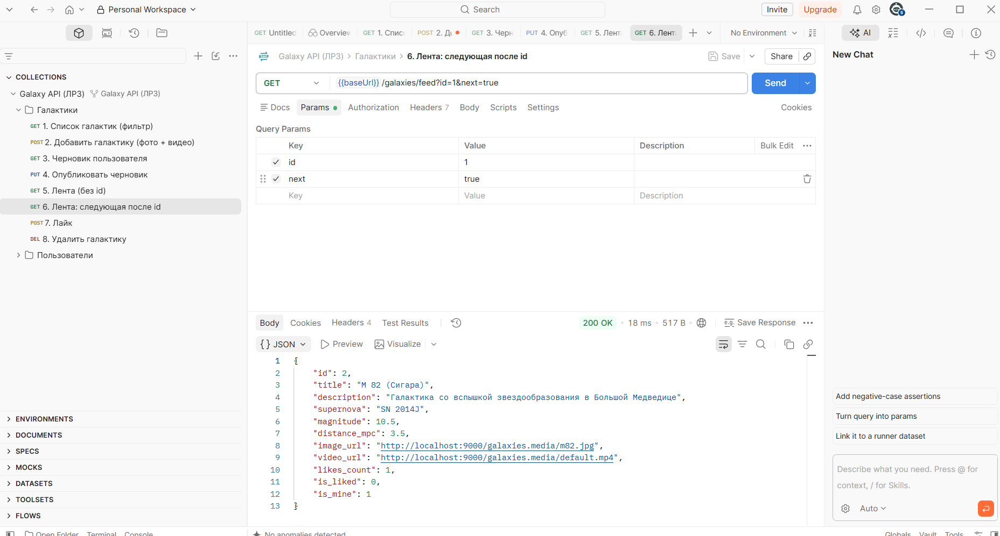 Personal Workspace
Search
Invite
Upgrade
GET Untitled
Overview
GET 1. Спис
POST 2. Д
GET 3. Черн
PUT 4. Опуб
GET 5. Лент
GET 6. Лент
No Environment
AI
Galaxy API (ЛР3) > Галактики > 6. Лента: следующая после id
Save
Share
New Chat
COLLECTIONS
Galaxy API (ЛР3) Galaxy API (ЛР3)
Галактики
GET 1. Список галактик (фильтр)
POST 2. Добавить галактику (фото + видео)
GET 3. Черновик пользователя
PUT 4. Опубликовать черновик
GET 5. Лента (без id)
GET 6. Лента: следующая после id
POST 7. Лайк
DEL 8. Удалить галактику
Пользователи
ENVIRONMENTS
DOCUMENTS
SPECS
MOCKS
DATASETS
TOOLSETS
FLOWS
GET
{{baseUrl}} /galaxies/feed?id=1&next=true
Send
Docs Params Authorization Headers 7 Body Scripts Settings Cookies
Query Params
Key Value Description Bulk Edit
id 1
next true
Key Value Description
Body Cookies Headers 4 Test Results
200 OK • 18 ms • 517 B
e.g. Save Response
{} JSON Preview Visualize
1 {
2 "id": 2,
3 "title": "M 82 (Сигара)",
4 "description": "Галактика со вспышкой звездообразования в Большой Медведице",
5 "supernova": "SN 2014J",
6 "magnitude": 10.5,
7 "distance_mpc": 3.5,
8 "image_url": "http://localhost:9000/galaxies.media/m82.jpg",
9 "video_url": "http://localhost:9000/galaxies.media/default.mp4",
10 "likes_count": 1,
11 "is_liked": 0,
12 "is_mine": 1
13 }
Add negative-case assertions
Turn query into params
Link it to a runner dataset
Describe what you need. Press @ for
context, / for Skills.
Auto
Open Folder Terminal Console
No anomalies detected
Globals Vault Tools